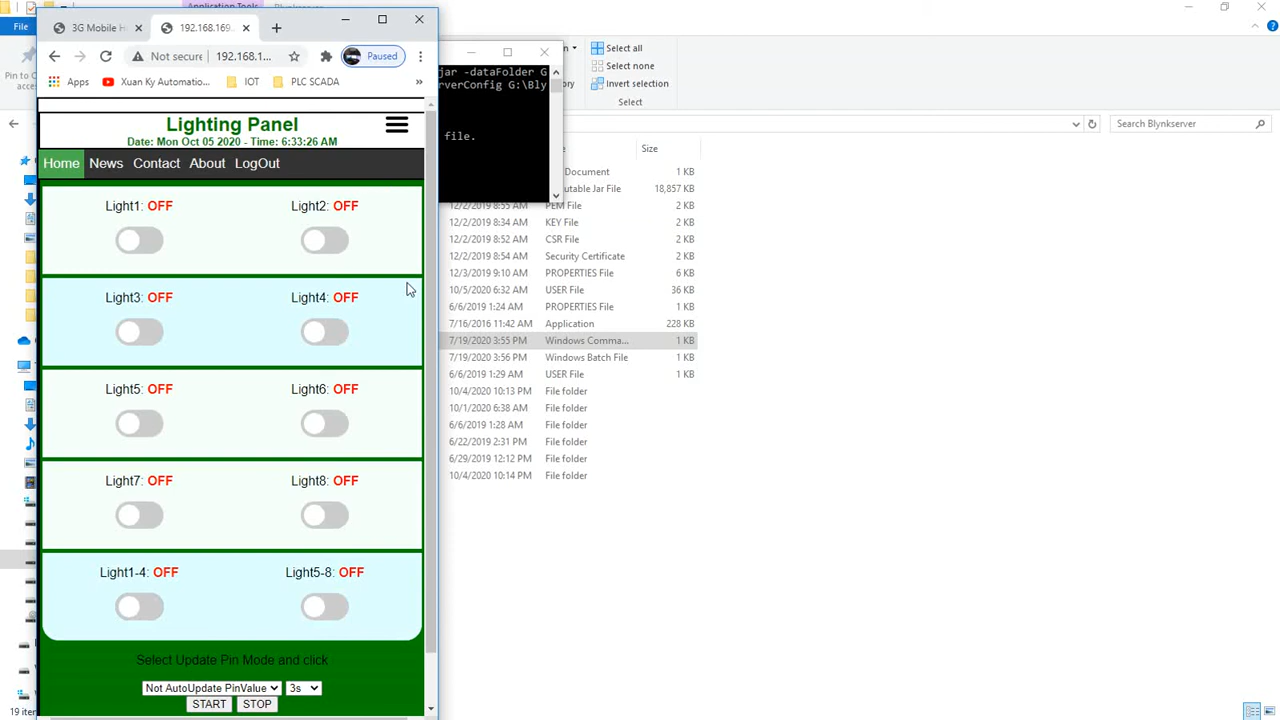 Application Tools
Blynkserver
File
3G Mobile H
192.168.169
Not secure
192.168.1...
Paused
Apps
Xuan Ky Automatio...
IOT
PLC SCADA
»
Lighting Panel
Date: Mon Oct 05 2020 - Time: 6:33:26 AM
Home News Contact About LogOut
Light1: OFF
Light2: OFF
Light3: OFF
Light4: OFF
Light5: OFF
Light6: OFF
Light7: OFF
Light8: OFF
Light1-4: OFF
Light5-8: OFF
Select Update Pin Mode and click
Not AutoUpdate PinValue
3s
START
STOP
jar -dataFolder G
rverConfig G:\Bly
file.
Select all
Select none
Invert selection
Select
Search Blynkserver
Size
Document 1 KB
utable Jar File 18,857 KB
12/2/2019 8:55 AM PEM File 2 KB
12/2/2019 8:34 AM KEY File 2 KB
12/2/2019 8:52 AM CSR File 2 KB
12/2/2019 8:54 AM Security Certificate 2 KB
12/3/2019 9:10 AM PROPERTIES File 6 KB
10/5/2020 6:32 AM USER File 36 KB
6/6/2019 1:24 AM PROPERTIES File 1 KB
7/16/2016 11:42 AM Application 228 KB
7/19/2020 3:55 PM Windows Comma... 1 KB
7/19/2020 3:56 PM Windows Batch File 1 KB
6/6/2019 1:29 AM USER File 1 KB
10/4/2020 10:13 PM File folder
10/1/2020 6:38 AM File folder
6/6/2019 1:28 AM File folder
6/22/2019 2:31 PM File folder
6/29/2019 12:12 PM File folder
10/4/2020 10:14 PM File folder
19 item